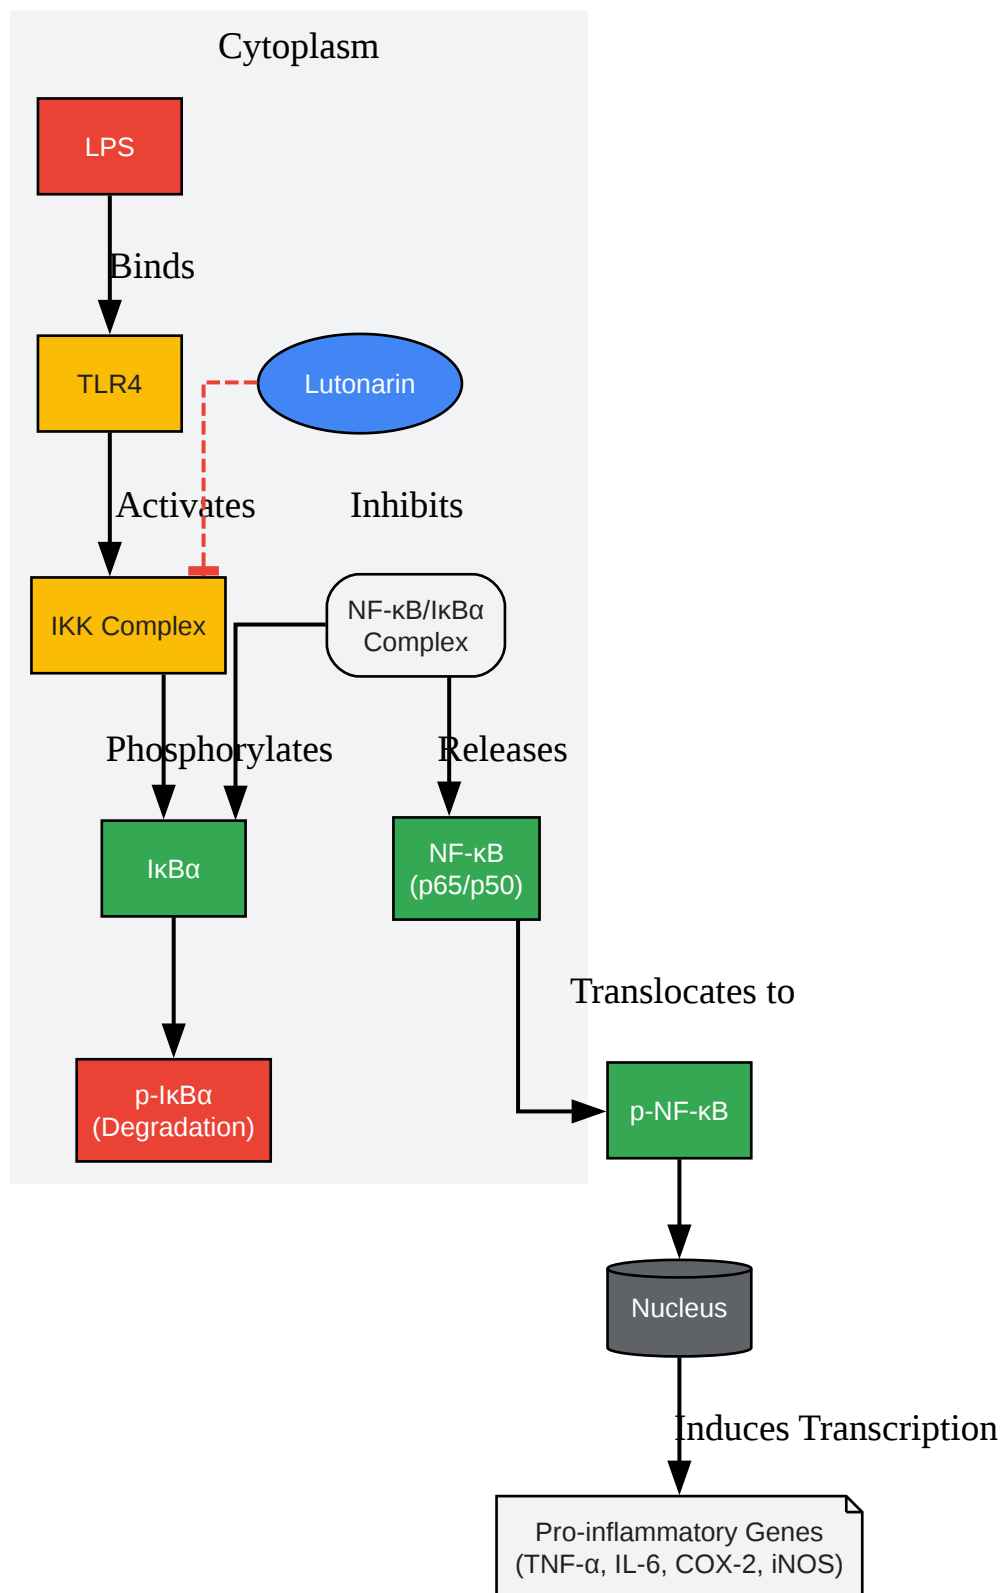 Cytoplasm
LPS
Binds
TLR4
Lutonarin
Activates
Inhibits
IKK Complex
NF-κB/IκBα
Complex
Phosphorylates
Releases
IκBα
NF-κB
(p65/p50)
Translocates to
p-IκBα
(Degradation)
p-NF-κB
Nucleus
Induces Transcription
Pro-inflammatory Genes
(TNF-α, IL-6, COX-2, iNOS)